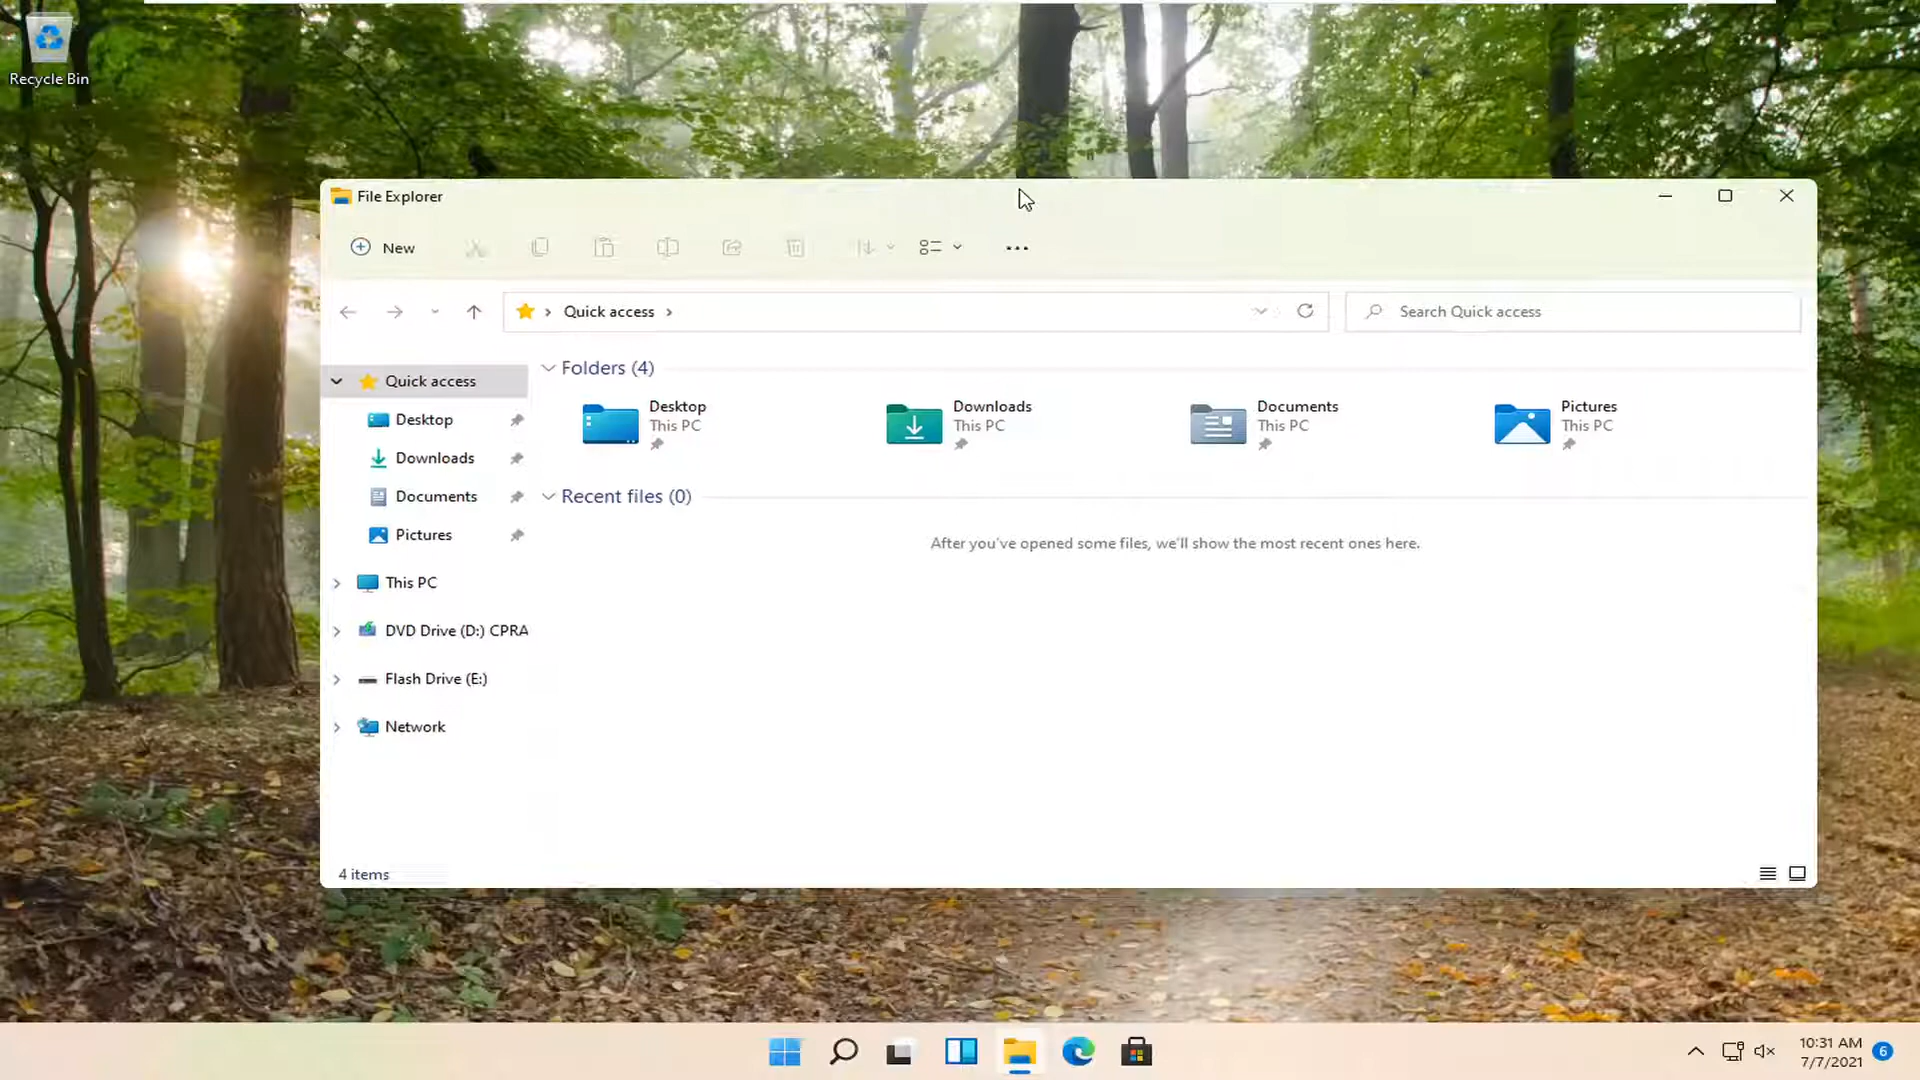 Recycle Bin
File Explorer
New
Quick access
Search Quick access
Quick access
Desktop
Downloads
Documents
Pictures
This PC
DVD Drive (D:) CPRA
Flash Drive (E:)
Network
Folders (4)
Desktop
This PC
Downloads
This PC
Documents
This PC
Pictures
This PC
Recent files (0)
After you've opened some files, we'll show the most recent ones here.
4 items
10:31 AM
7/7/2021
6